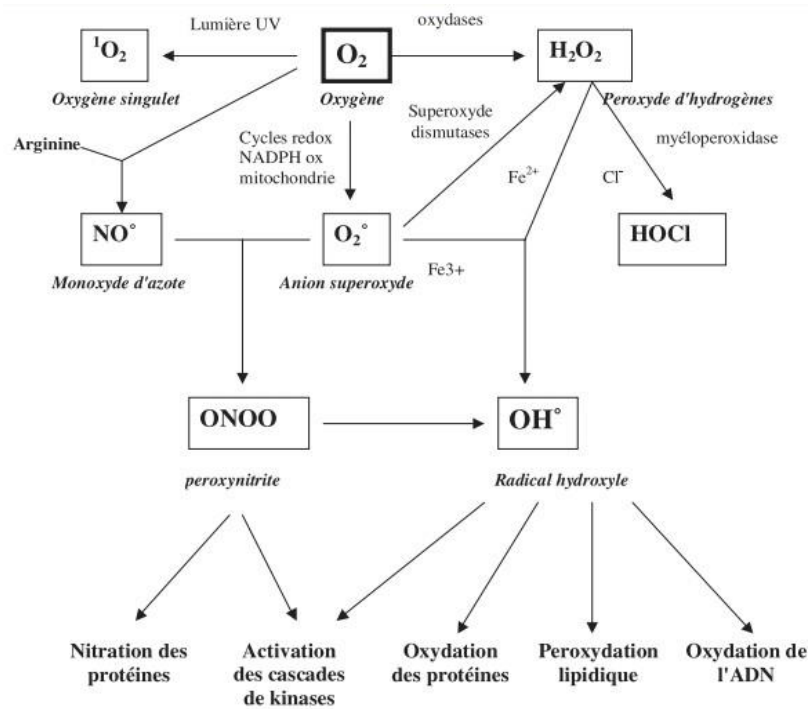 Lumière UV
oxydases
¹O₂
O₂
H₂O₂
Oxygène singulet
Oxygène
Peroxyde d'hydrogènes
Arginine
Cycles redox
NADPH ox
mitochondrie
Superoxyde
dismutases
myéloperoxidase
Fe²⁺
Cl⁻
NO°
O₂°
HOCl
Monoxyde d'azote
Anion superoxyde
Fe3+
ONOO
OH°
peroxynitrite
Radical hydroxyle
Nitration des
protéines
Activation
des cascades
de kinases
Oxydation
des protéines
Peroxydation
lipidique
Oxydation de
l'ADN